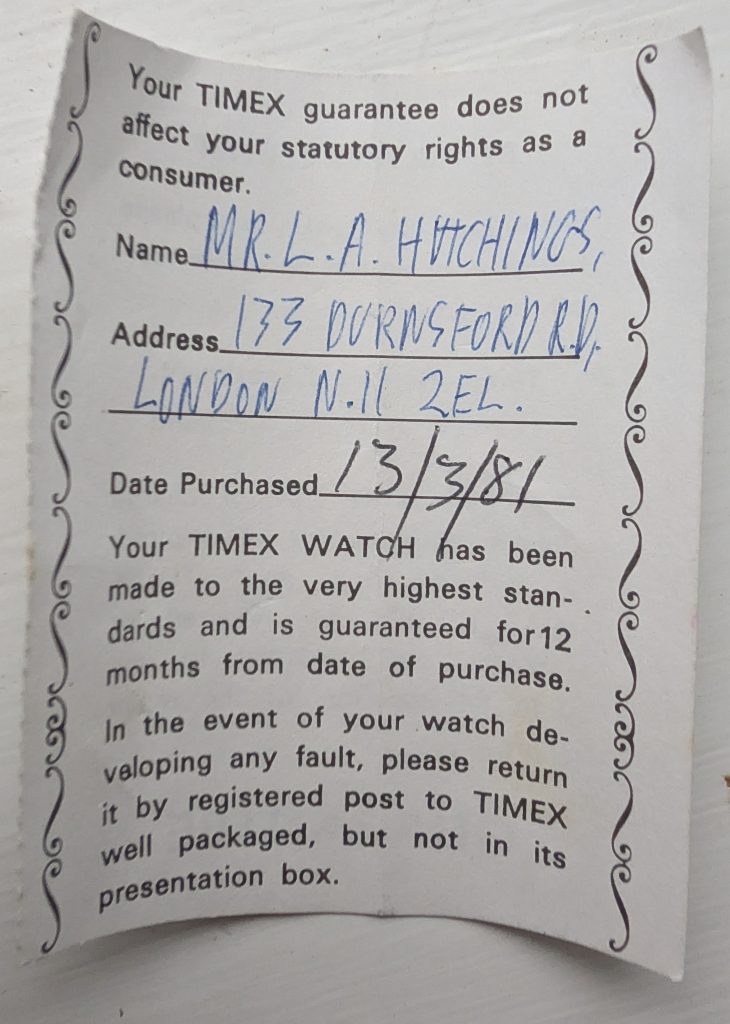 Your TIMEX guarantee does not
affect your statutory rights as a
consumer.
Name MR. L. A. HUTCHINGS,
Address 133 DURNSFORD R.D,
LONDON N.11 2EL.
Date Purchased 13/3/81
Your TIMEX WATCH has been
made to the very highest stan-
dards and is guaranteed for 12
months from date of purchase.
In the event of your watch de-
veloping any fault, please return
it by registered post to TIMEX
well packaged, but not in its
presentation box.